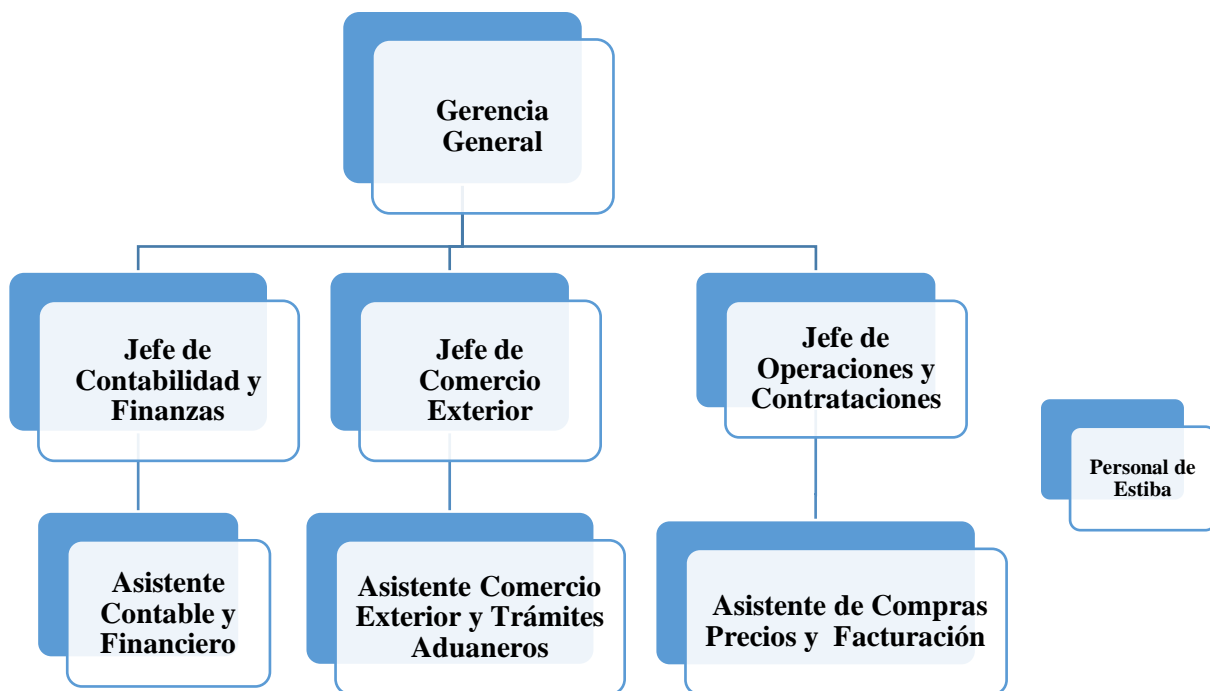 Gerencia
General
Jefe de
Contabilidad y
Finanzas
Jefe de
Comercio
Exterior
Jefe de
Operaciones y
Contrataciones
Personal de
Estiba
Asistente
Contable y
Financiero
Asistente Comercio
Exterior y Trámites
Aduaneros
Asistente de Compras
Precios y Facturación